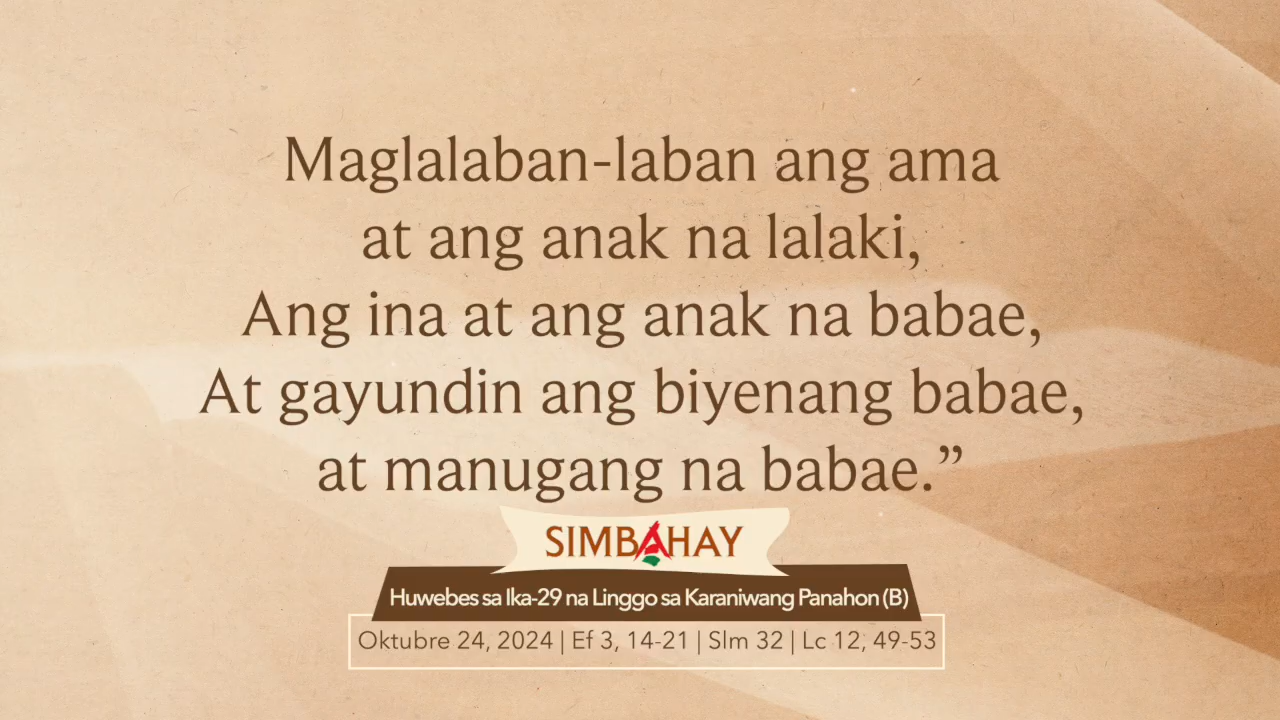 Maglalaban-laban ang ama
at ang anak na lalaki,
Ang ina at ang anak na babae,
At gayundin ang biyenang babae,
at manugang na babae.”
SIMBAHAY
Huwebes sa Ika-29 na Linggo sa Karaniwang Panahon (B)
Oktubre 24, 2024 | Ef 3, 14-21 | Slm 32 | Lc 12, 49-53